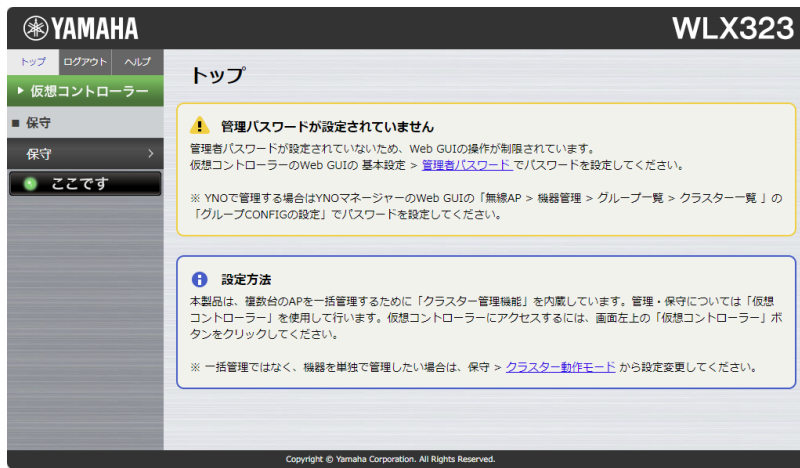 YAMAHA
WLX323
トップ ログアウト ヘルプ
仮想コントローラー
■ 保守
保守
ここです
トップ
管理パスワードが設定されていません
管理者パスワードが設定されていないため、Web GUIの操作が制限されています。
仮想コントローラーのWeb GUIの 基本設定 > 管理者パスワード でパスワードを設定してください。
※ YNOで管理する場合はYNOマネージャーのWeb GUIの「無線AP > 機器管理 > グループ一覧 > クラスター一覧 」の
「グループCONFIGの設定」でパスワードを設定してください。
設定方法
本製品は、複数台のAPを一括管理するために「クラスター管理機能」を内蔵しています。管理・保守については「仮想
コントローラー」を使用して行います。仮想コントローラーにアクセスするには、画面左上の「仮想コントローラー」ボ
タンをクリックしてください。
※ 一括管理ではなく、機器を単独で管理したい場合は、保守 > クラスター動作モード から設定変更してください。
Copyright © Yamaha Corporation. All Rights Reserved.